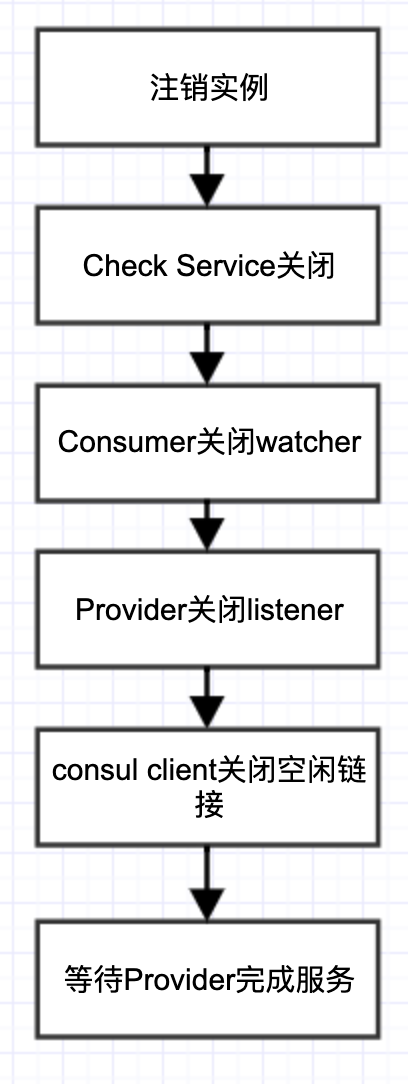 注销实例
Check Service关闭
Consumer关闭watcher
Provider关闭listener
consul client关闭空闲链
接
等待Provider完成服务